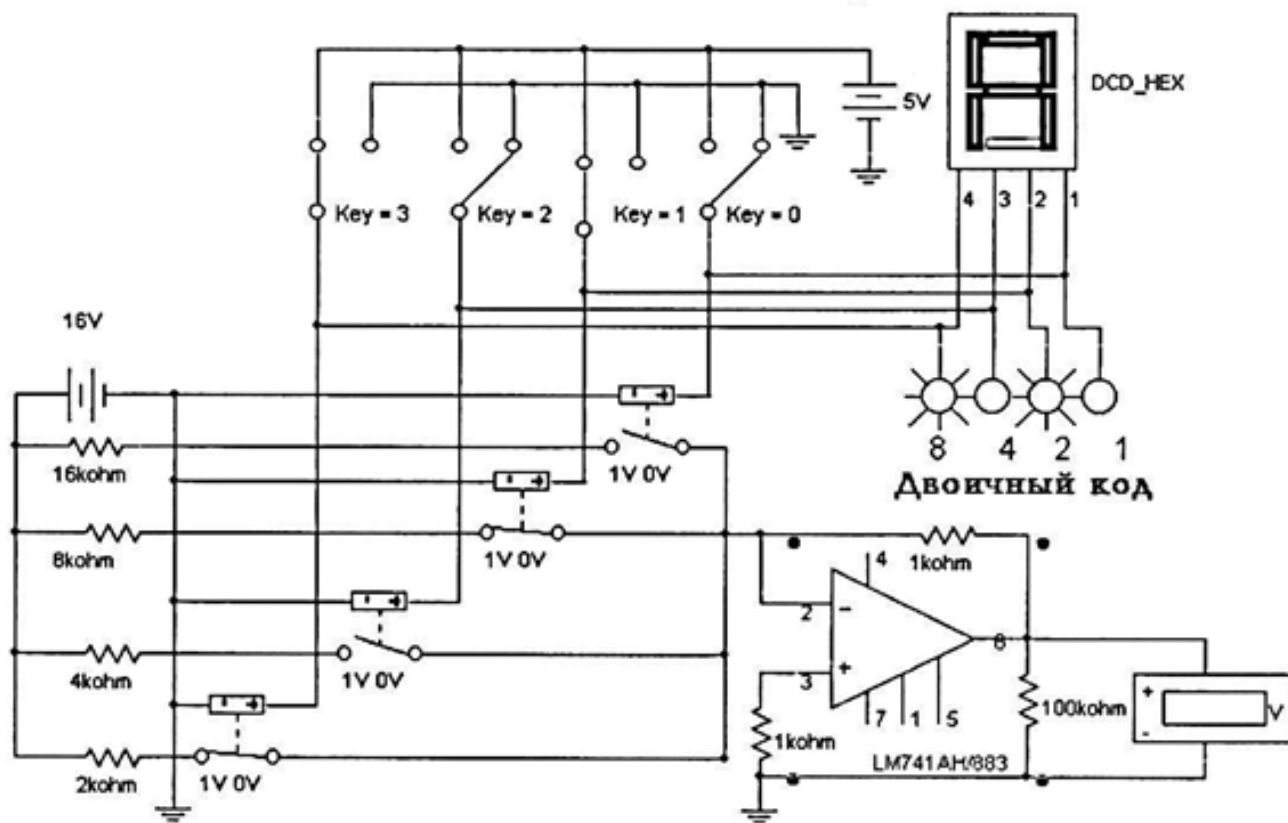 5V
DCD_HEX
4 3 2 1
Key = 3
Key = 2
Key = 1
Key = 0
16V
8 4 2 1
Двоичный код
16kohm
1V 0V
8kohm
1V 0V
1kohm
4
2
6
3
7 1 5
4kohm
1V 0V
100kohm
V
1kohm
LM741AH/883
2kohm
1V 0V